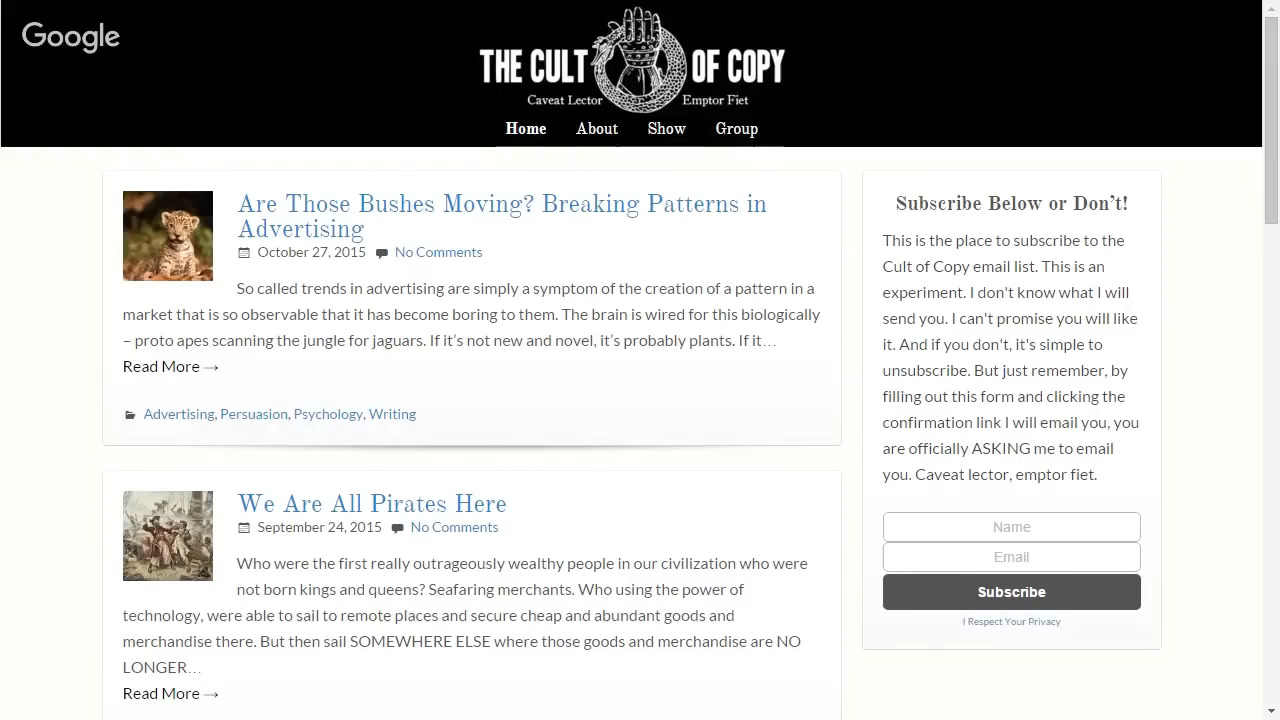 Google
THE CULT OF COPY
Caveat Lector Emptor Fiet
Home About Show Group
Are Those Bushes Moving? Breaking Patterns in
Advertising
October 27, 2015 No Comments
So called trends in advertising are simply a symptom of the creation of a pattern in a
market that is so observable that it has become boring to them. The brain is wired for this biologically
– proto apes scanning the jungle for jaguars. If it’s not new and novel, it’s probably plants. If it…
Read More →
Advertising, Persuasion, Psychology, Writing
We Are All Pirates Here
September 24, 2015 No Comments
Who were the first really outrageously wealthy people in our civilization who were
not born kings and queens? Seafaring merchants. Who using the power of
technology, were able to sail to remote places and secure cheap and abundant goods and
merchandise there. But then sail SOMEWHERE ELSE where those goods and merchandise are NO
LONGER…
Read More →
Subscribe Below or Don’t!
This is the place to subscribe to the
Cult of Copy email list. This is an
experiment. I don't know what I will
send you. I can't promise you will like
it. And if you don't, it's simple to
unsubscribe. But just remember, by
filling out this form and clicking the
confirmation link I will email you, you
are officially ASKING me to email
you. Caveat lector, emptor fiet.
Name
Email
Subscribe
I Respect Your Privacy